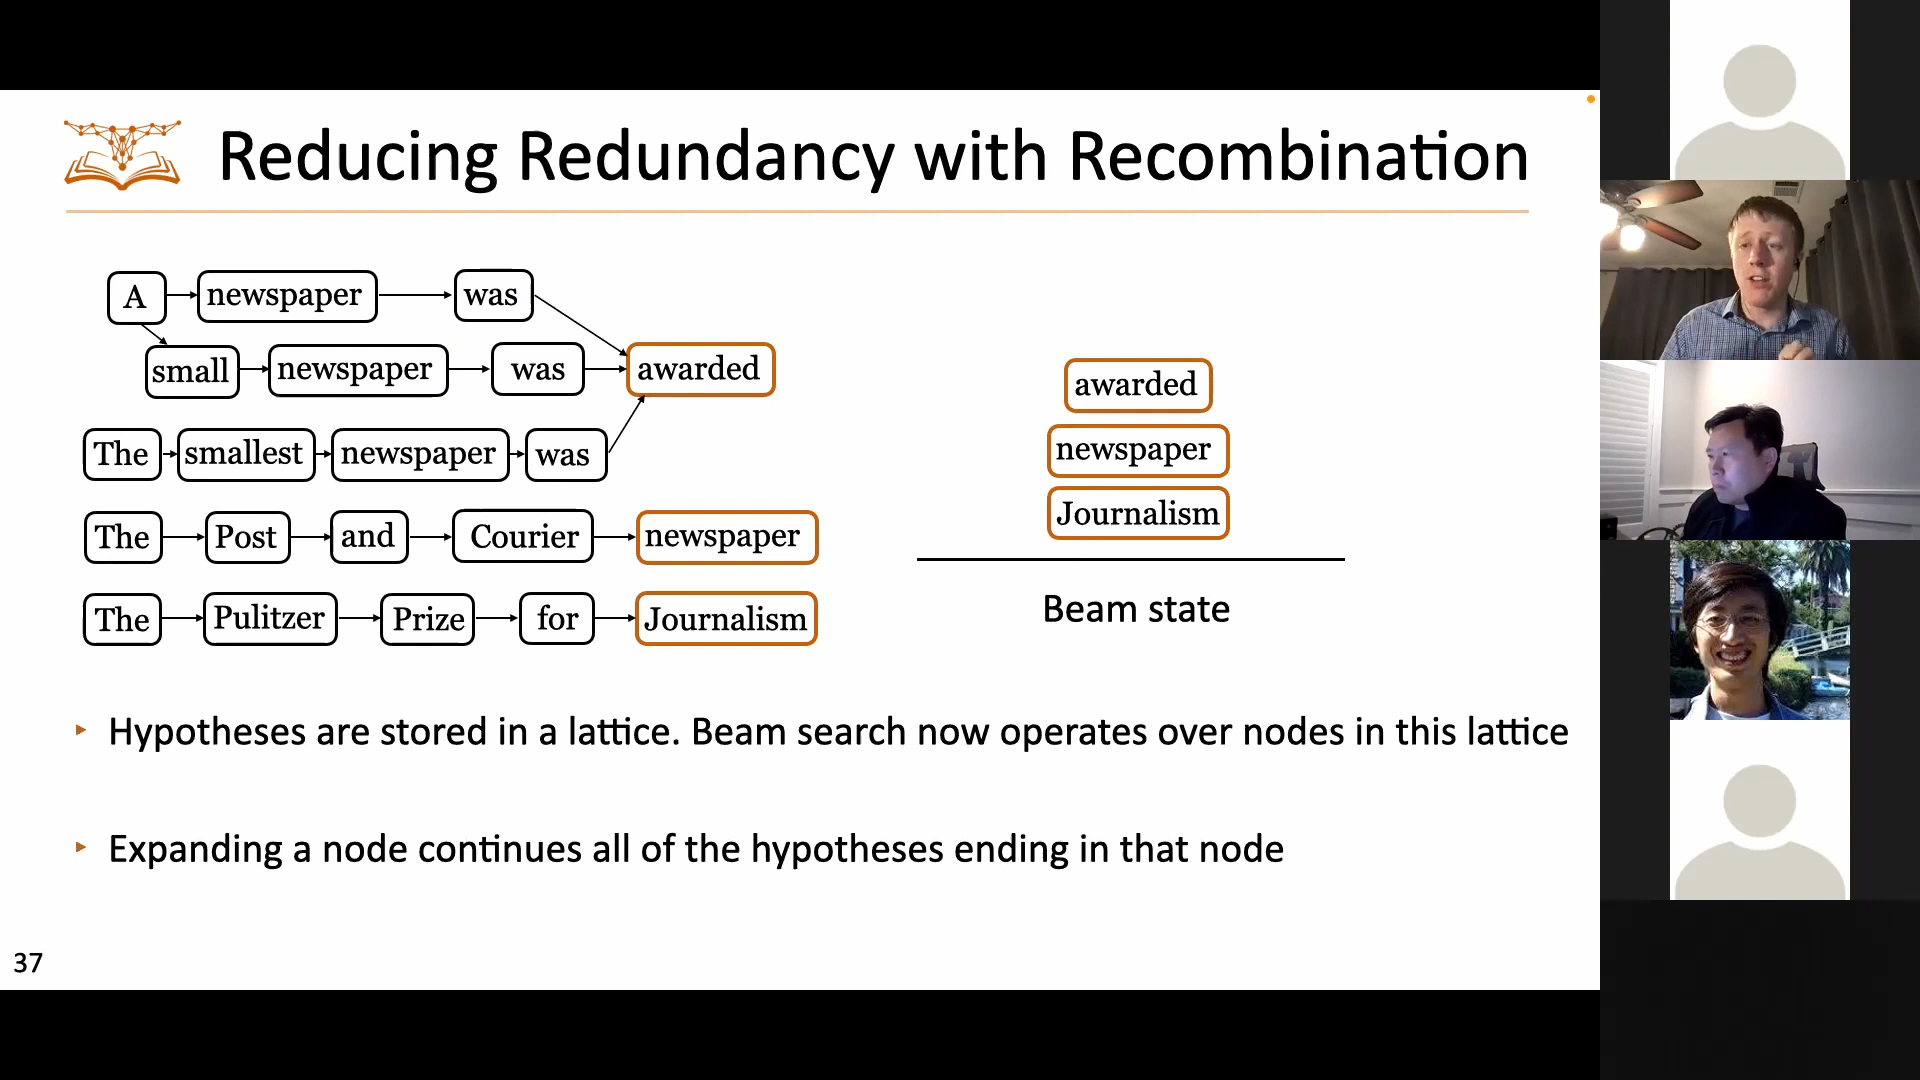 Reducing Redundancy with Recombination
A newspaper was
small newspaper was awarded
The smallest newspaper was
The Post and Courier newspaper
The Pulitzer Prize for Journalism
awarded
newspaper
Journalism
Beam state
‣ Hypotheses are stored in a lattice. Beam search now operates over nodes in this lattice
‣ Expanding a node continues all of the hypotheses ending in that node
37